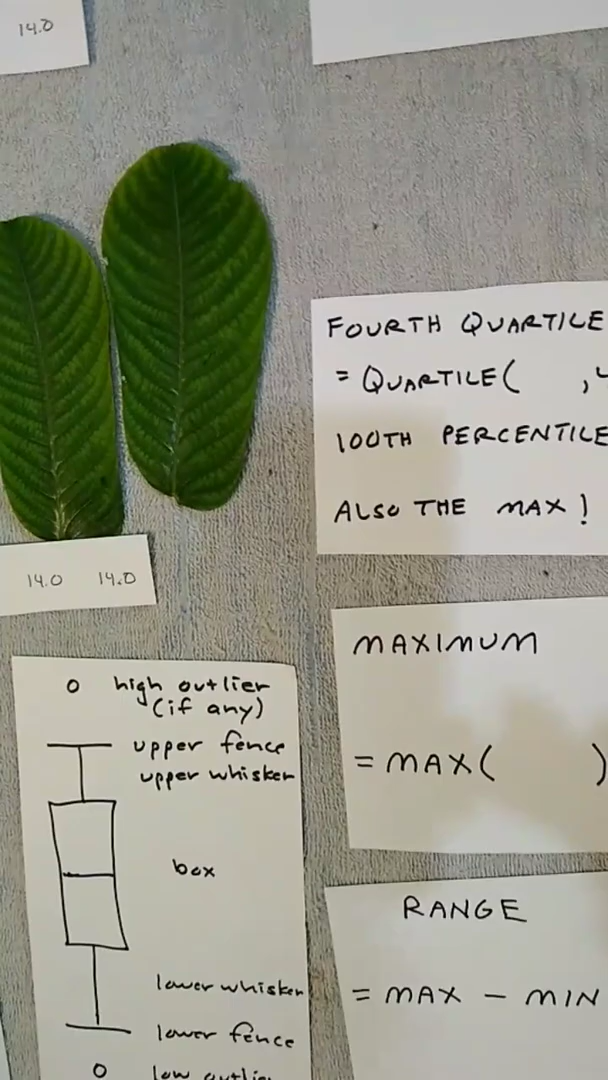 14.0
FOURTH QUARTILE
= QUARTILE( ,
100TH PERCENTILE
ALSO THE MAX!
14.0 14.0
MAXIMUM
= MAX( )
RANGE
= MAX - MIN
o high outlier
(if any)
upper fence
upper whisker
box
lower whisker
lower fence
o low